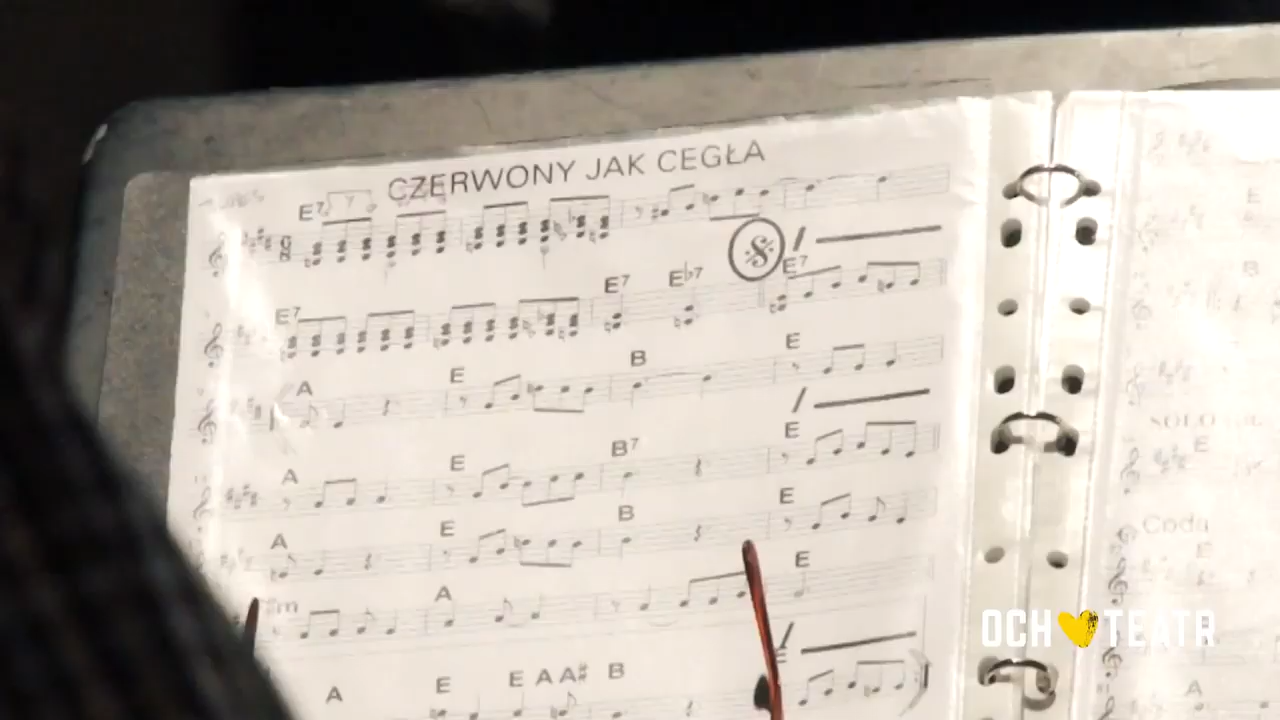 CZERWONY JAK CEGŁA
E7
E7 E7 E♭7 E7
A E B E
A E B7 E
A E B E
A E
A E E A A♯ B
E
B
SOLO
E
Coda
E
A
OCH TEATR